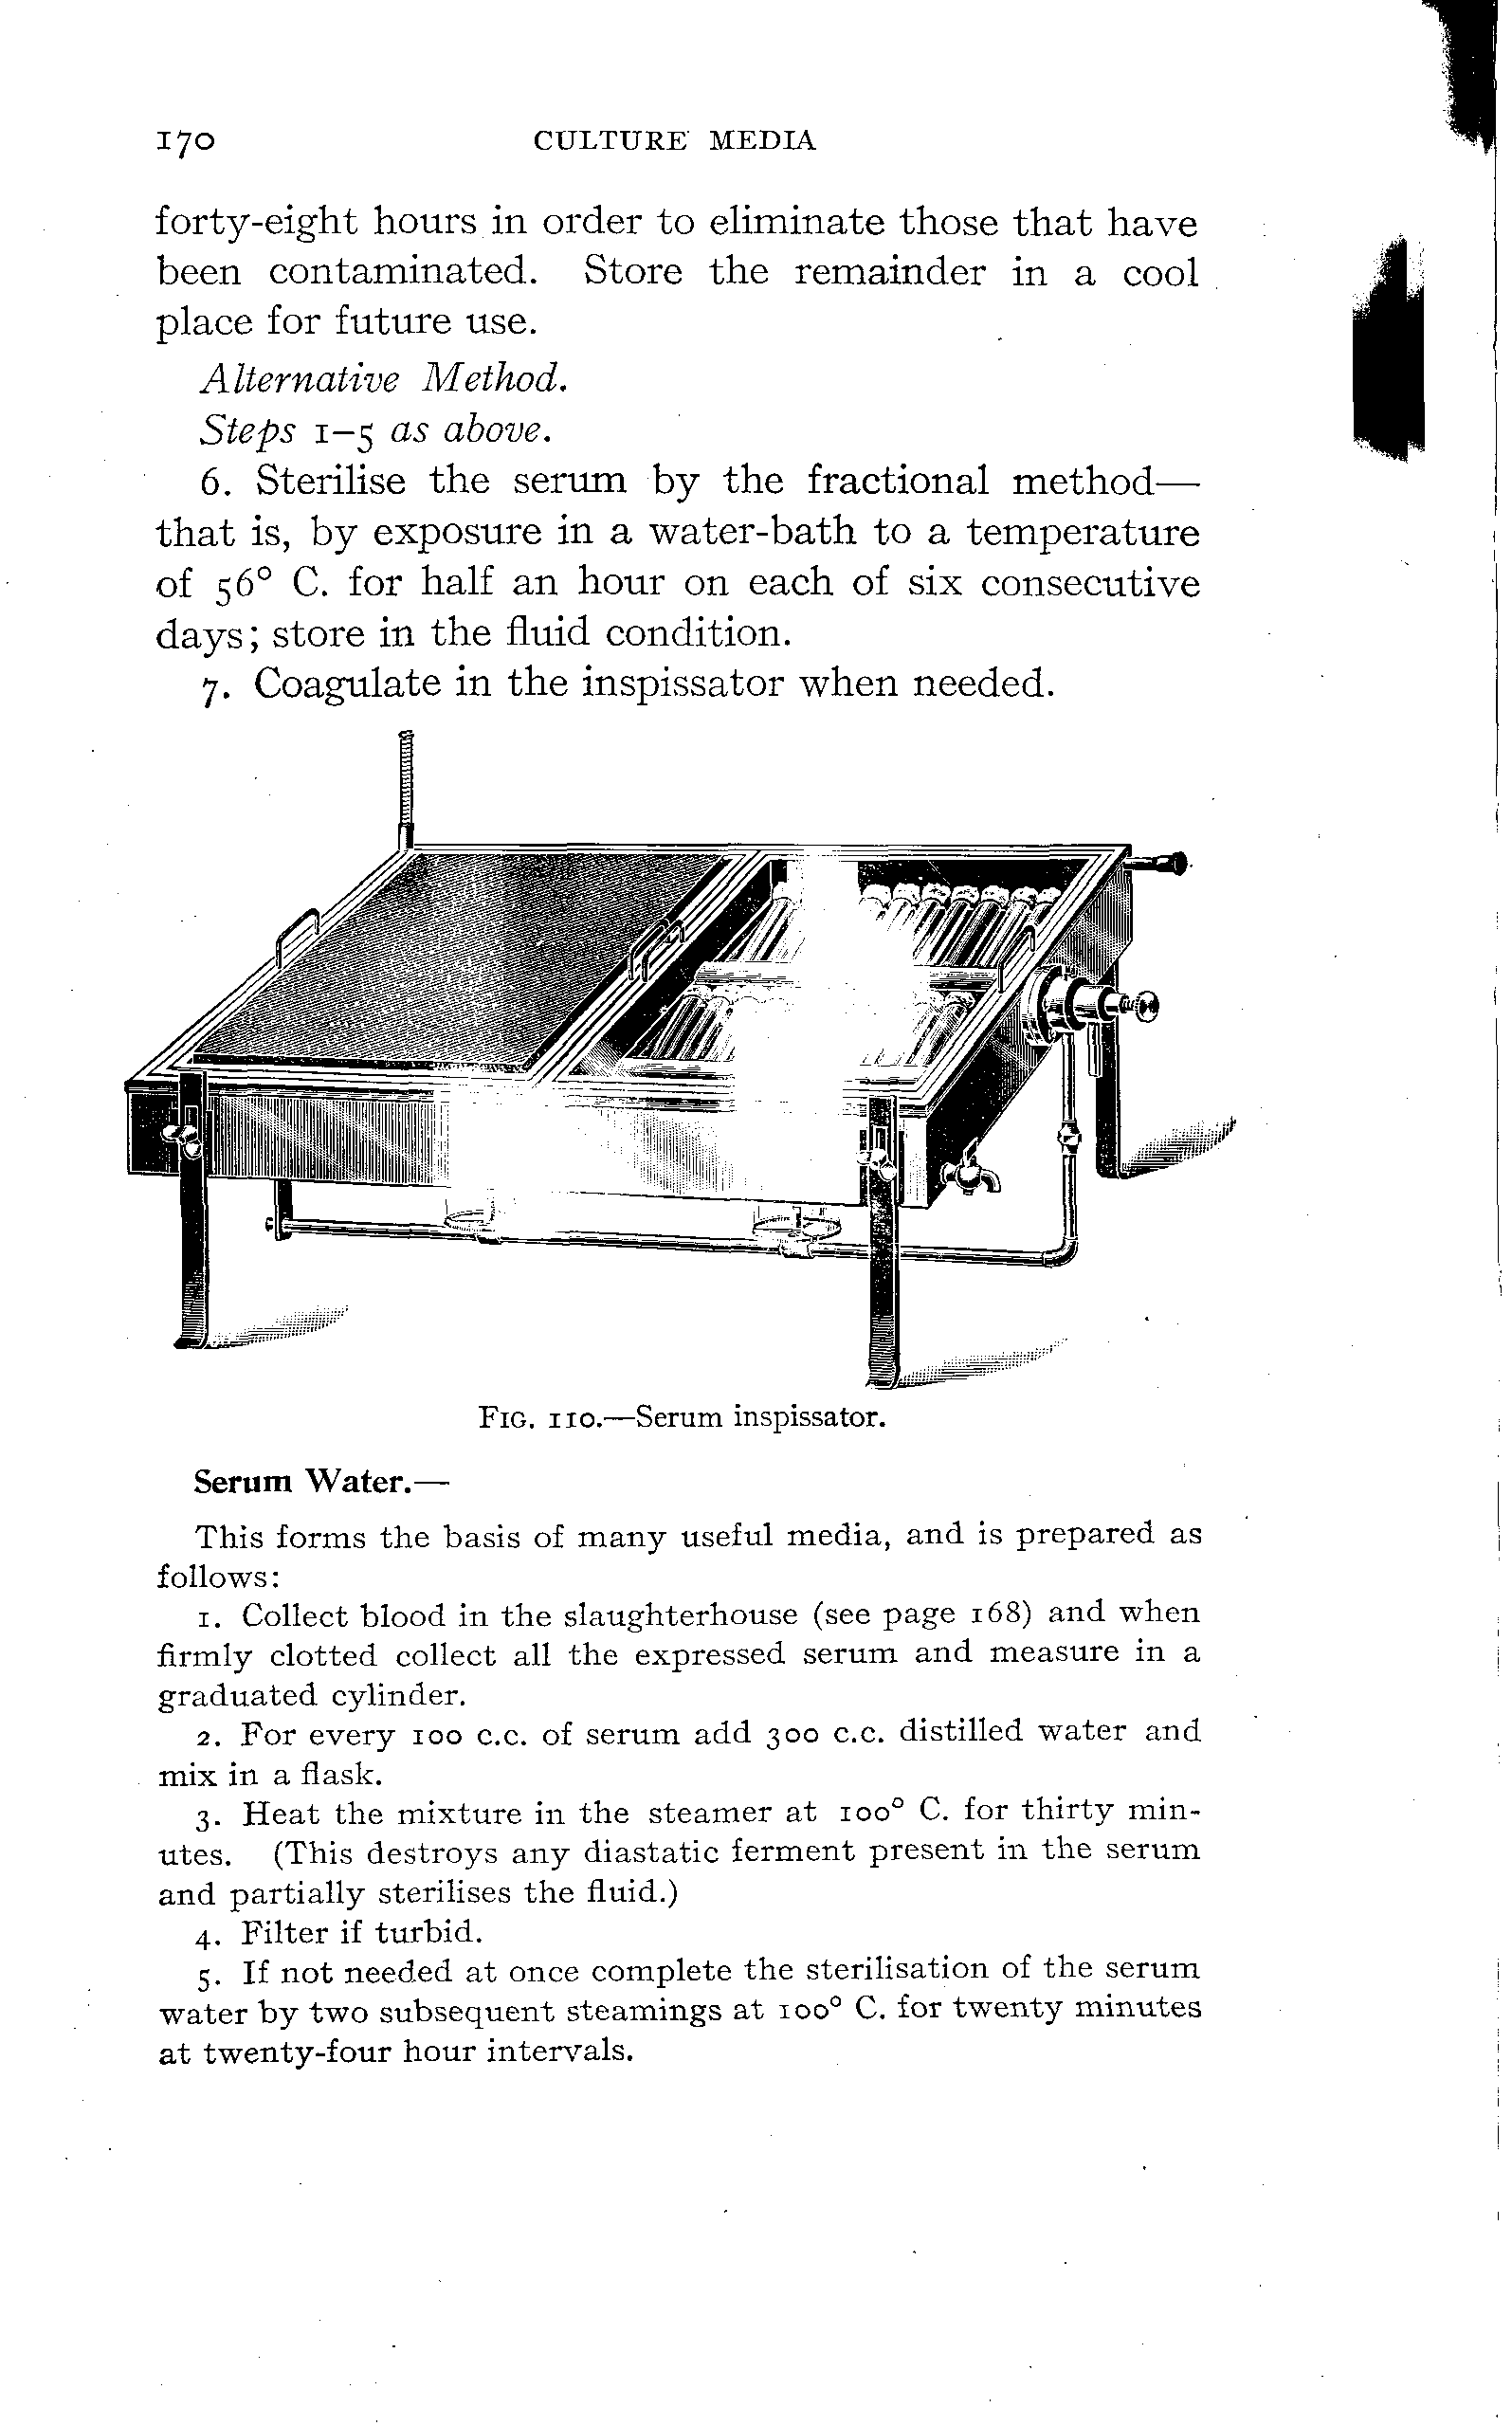 170 CULTURE MEDIA
forty-eight hours in order to eliminate those that have
been contaminated. Store the remainder in a cool
place for future use.
Alternative Method.
Steps 1–5 as above.
6. Sterilise the serum by the fractional method—
that is, by exposure in a water-bath to a temperature
of 56° C. for half an hour on each of six consecutive
days; store in the fluid condition.
7. Coagulate in the inspissator when needed.
FIG. 110.—Serum inspissator.
Serum Water.—
This forms the basis of many useful media, and is prepared as
follows:
1. Collect blood in the slaughterhouse (see page 168) and when
firmly clotted collect all the expressed serum and measure in a
graduated cylinder.
2. For every 100 c.c. of serum add 300 c.c. distilled water and
mix in a flask.
3. Heat the mixture in the steamer at 100° C. for thirty min-
utes. (This destroys any diastatic ferment present in the serum
and partially sterilises the fluid.)
4. Filter if turbid.
5. If not needed at once complete the sterilisation of the serum
water by two subsequent steamings at 100° C. for twenty minutes
at twenty-four hour intervals.